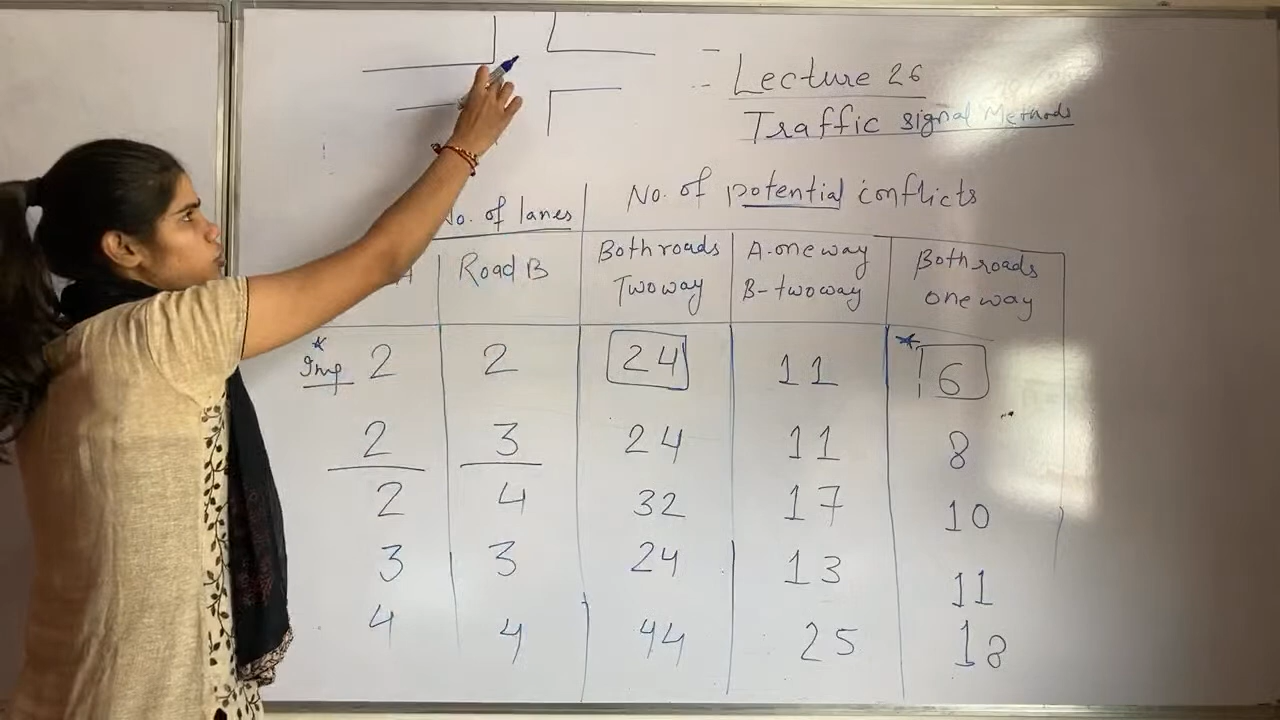 Lecture 26
Traffic signal Methods
No. of lanes
No. of potential conflicts
A
Road B
Both roads
Two way
A-one way
B-two way
Both roads
one way
* Imp 2 2 24 11 * 6
2 3 24 11 8
2 4 32 17 10
3 3 24 13 11
4 4 44 25 18